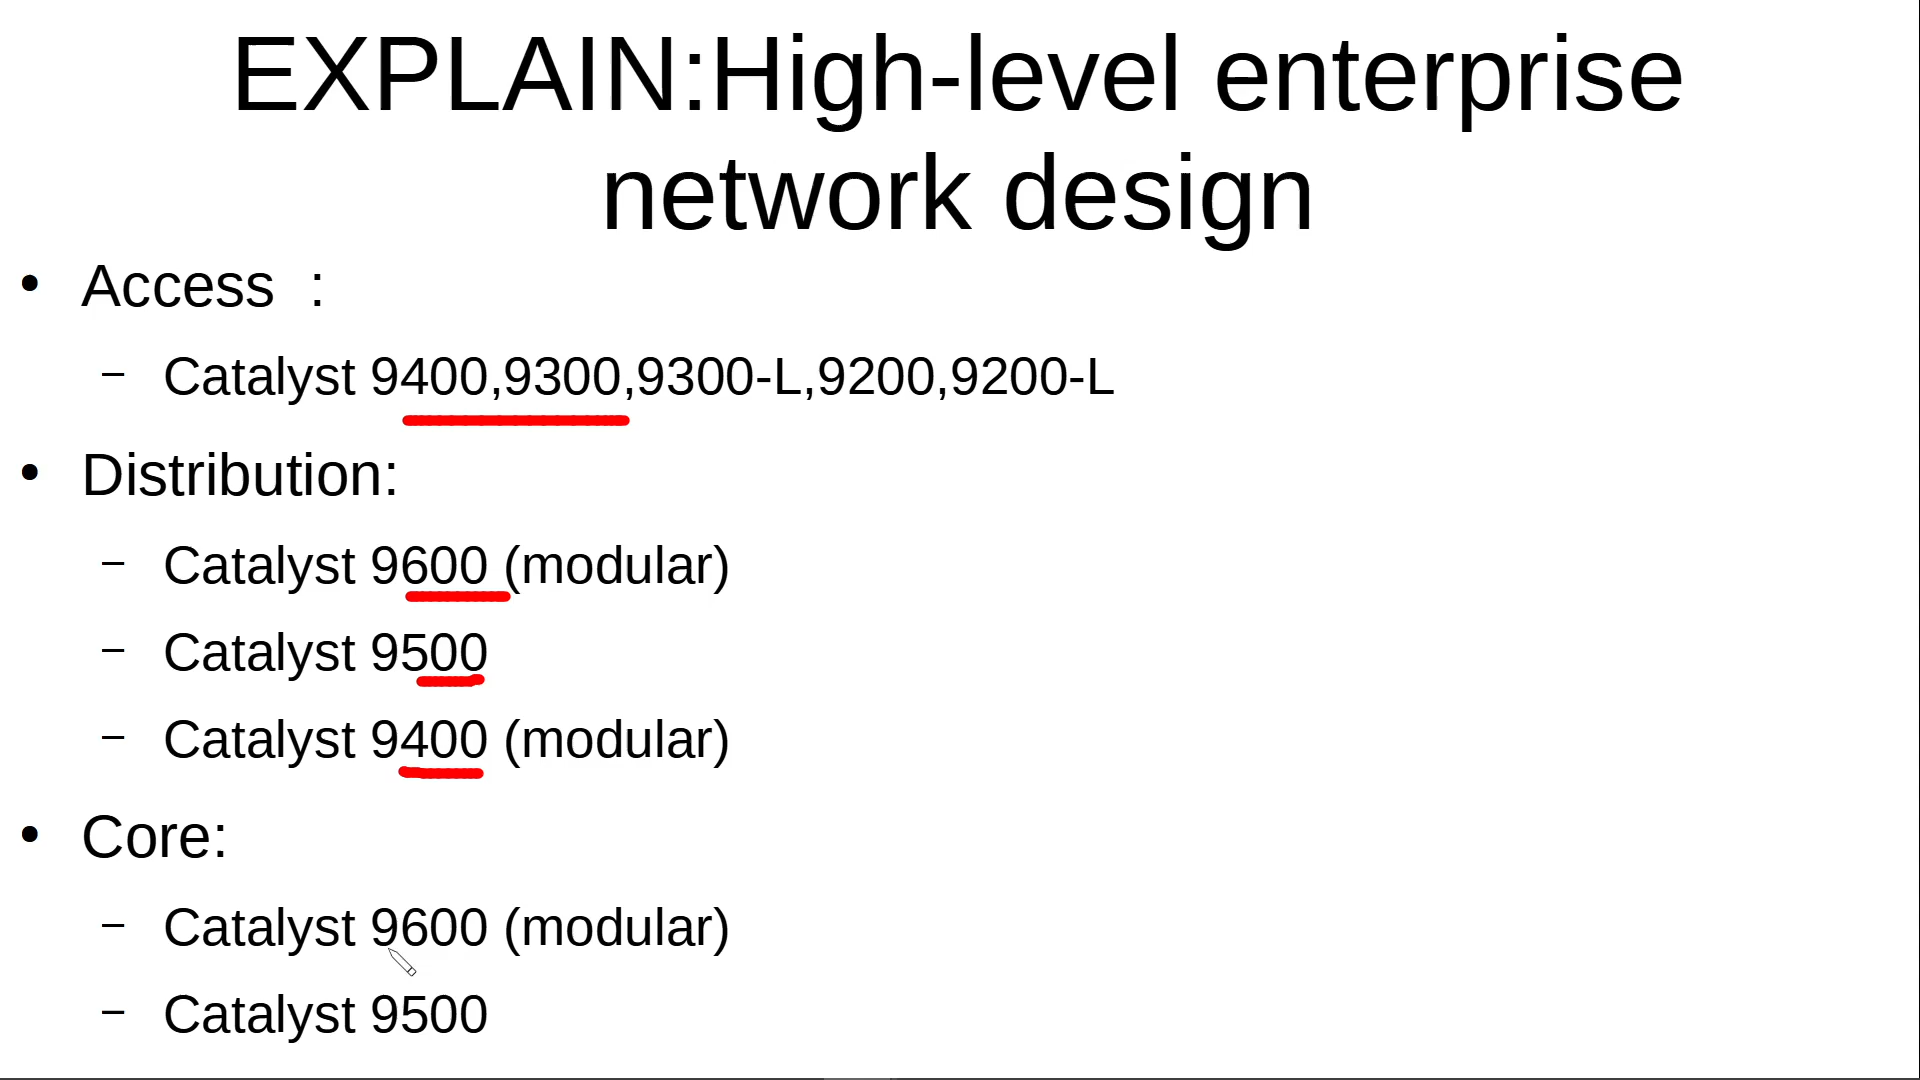 EXPLAIN:High-level enterprise
network design
• Access  :
– Catalyst 9400,9300,9300-L,9200,9200-L
• Distribution:
– Catalyst 9600 (modular)
– Catalyst 9500
– Catalyst 9400 (modular)
• Core:
– Catalyst 9600 (modular)
– Catalyst 9500